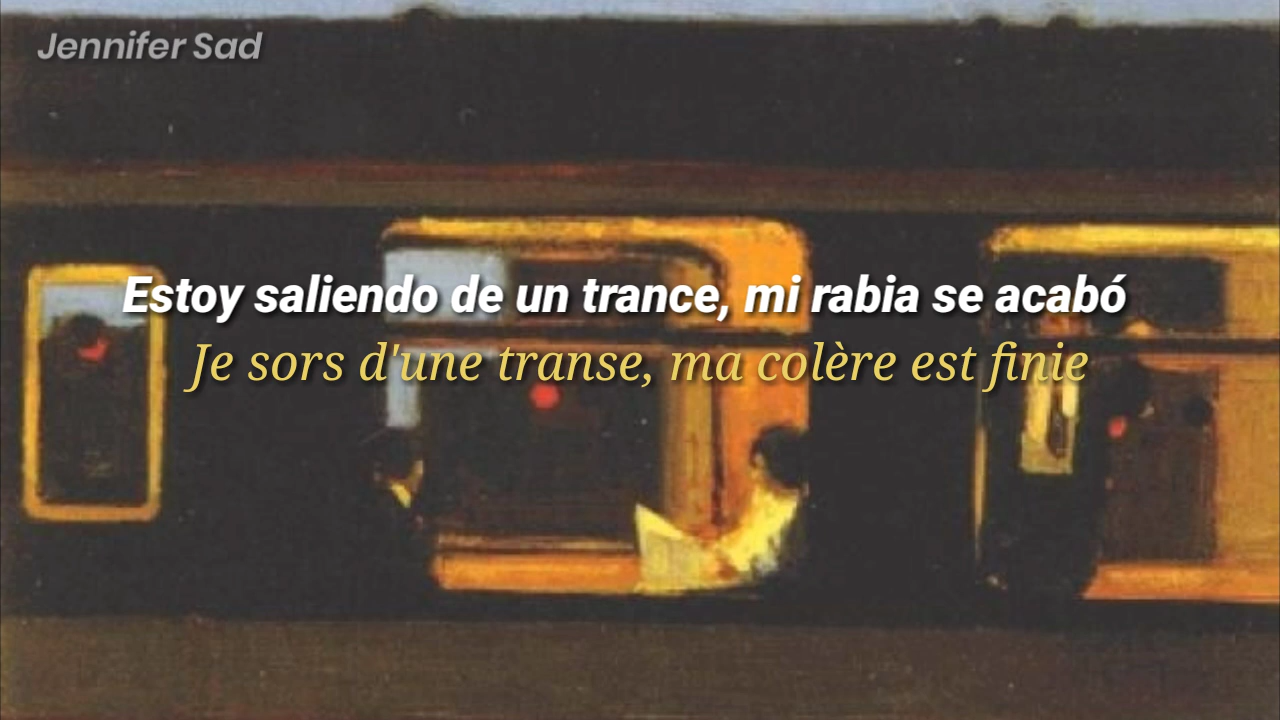 Jennifer Sad
Estoy saliendo de un trance, mi rabia se acabó
Je sors d'une transe, ma colère est finie